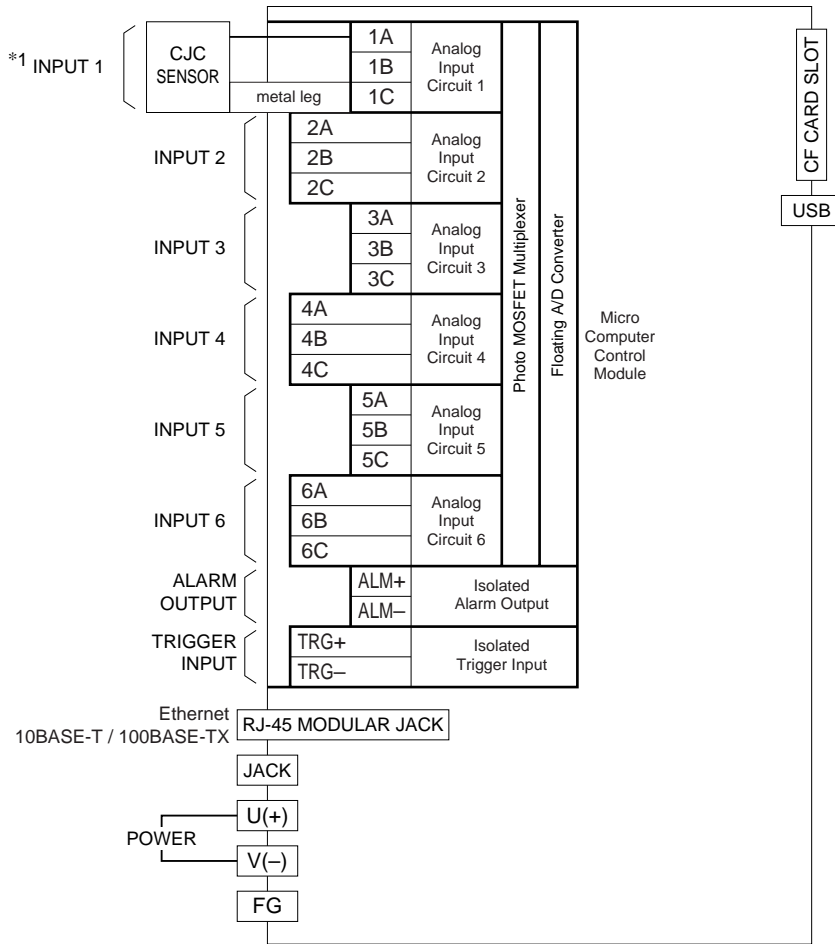 *1 INPUT 1
CJC
SENSOR
metal leg
1A
1B
1C
Analog
Input
Circuit 1
INPUT 2
2A
2B
2C
Analog
Input
Circuit 2
INPUT 3
3A
3B
3C
Analog
Input
Circuit 3
INPUT 4
4A
4B
4C
Analog
Input
Circuit 4
INPUT 5
5A
5B
5C
Analog
Input
Circuit 5
INPUT 6
6A
6B
6C
Analog
Input
Circuit 6
Photo MOSFET Multiplexer
Floating A/D Converter
Micro
Computer
Control
Module
CF CARD SLOT
USB
ALARM
OUTPUT
ALM+
ALM–
Isolated
Alarm Output
TRIGGER
INPUT
TRG+
TRG–
Isolated
Trigger Input
Ethernet
10BASE-T / 100BASE-TX
RJ-45 MODULAR JACK
JACK
POWER
U(+)
V(–)
FG